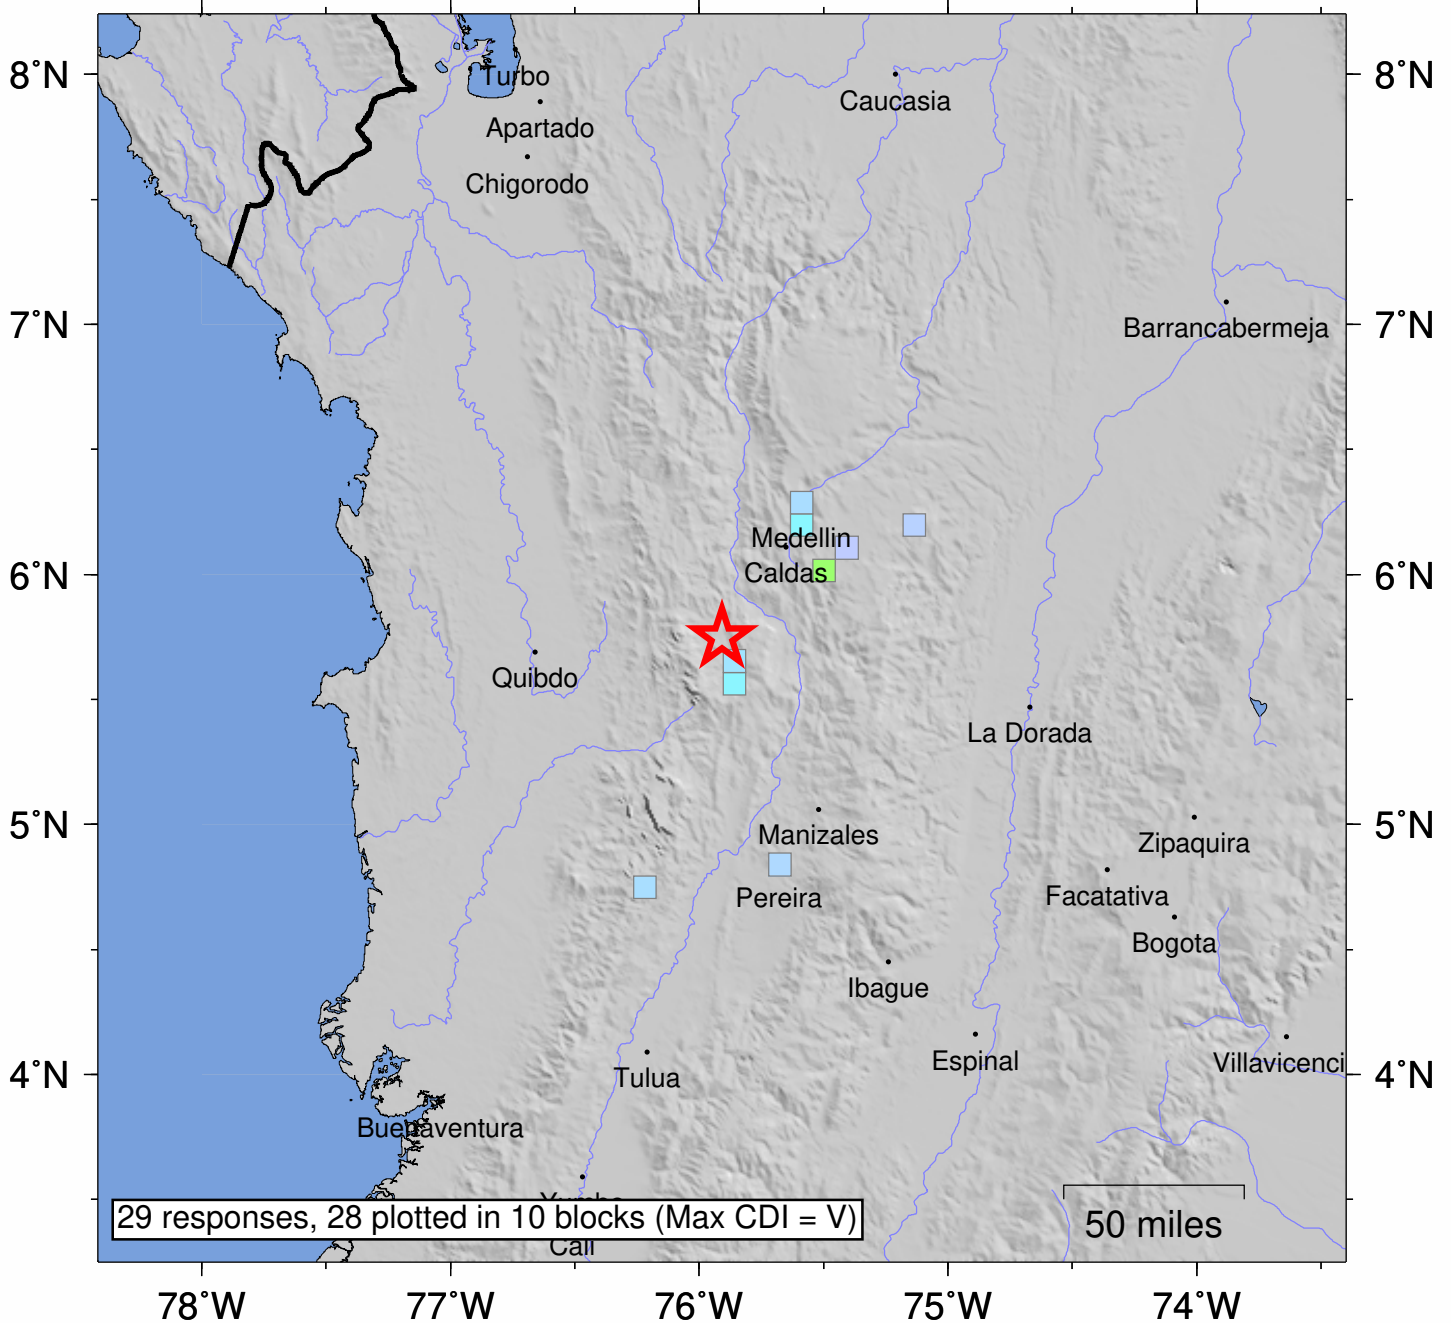 Turbo
8°N
8°N
Caucasia
Apartado
Chigorodo
7°N
7°N
Barrancabermeja
Medellin
Caldas
6°N
6°N
Quibdo
La Dorada
5°N
5°N
Manizales
Zipaquira
Pereira
Facatativa
Bogota
Ibague
4°N
4°N
Tulua
Espinal
Villavicenci
Buenaventura
29 responses, 28 plotted in 10 blocks (Max CDI = V)
50 miles
Cali
78°W
77°W
76°W
75°W
74°W